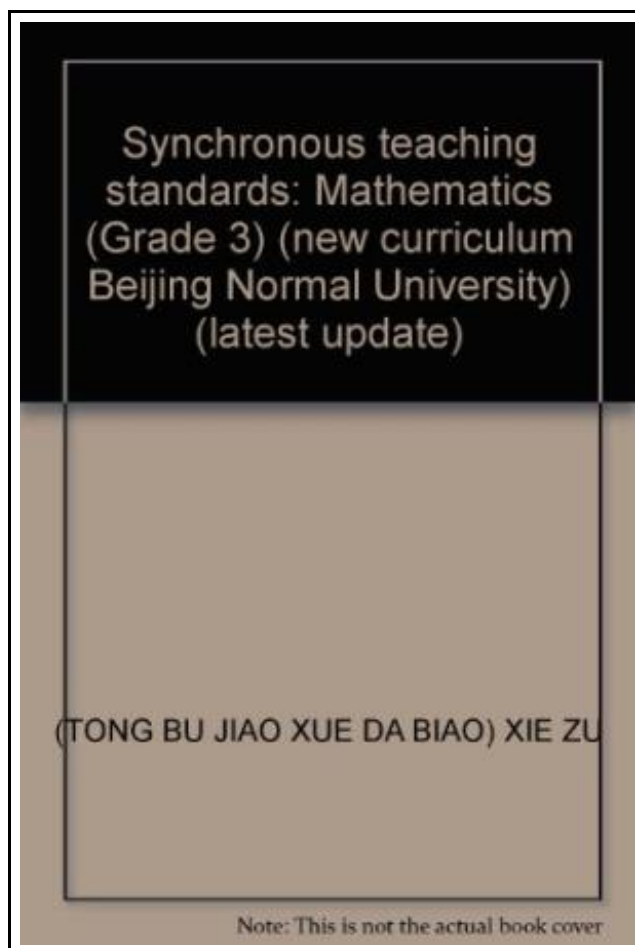 Synchronous teaching
standards: Mathematics
(Grade 3) (new curriculum
Beijing Normal University)
(latest update)
(TONG BU JIAO XUE DA BIAO) XIE ZU
Note: This is not the actual book cover